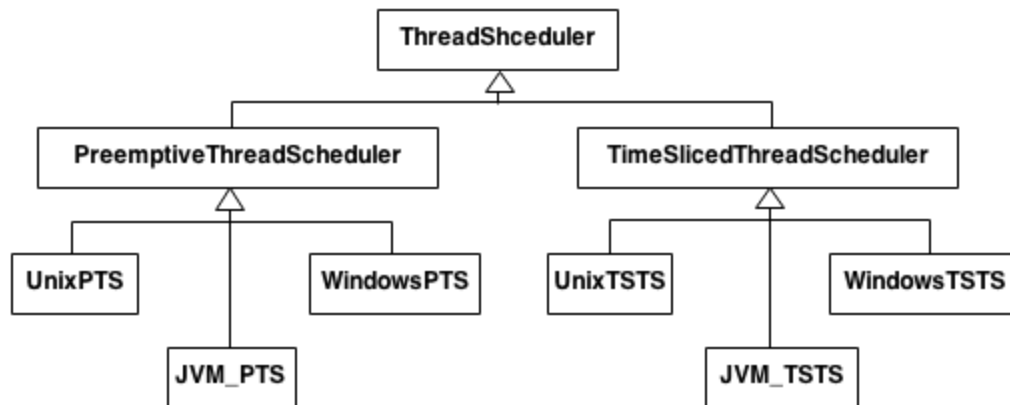 ThreadShceduler
PreemptiveThreadScheduler
TimeSlicedThreadScheduler
UnixPTS
WindowsPTS
UnixTSTS
WindowsTSTS
JVM_PTS
JVM_TSTS